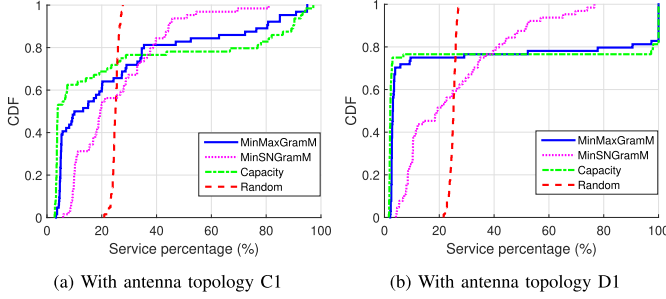 1
0.8
0.6
0.4
0.2
0
CDF
MinMaxGramM
MinSNGramM
Capacity
Random
0 20 40 60 80 100
Service percentage (%)
(a) With antenna topology C1
1
0.8
0.6
0.4
0.2
0
CDF
MinMaxGramM
MinSNGramM
Capacity
Random
0 20 40 60 80 100
Service percentage (%)
(b) With antenna topology D1